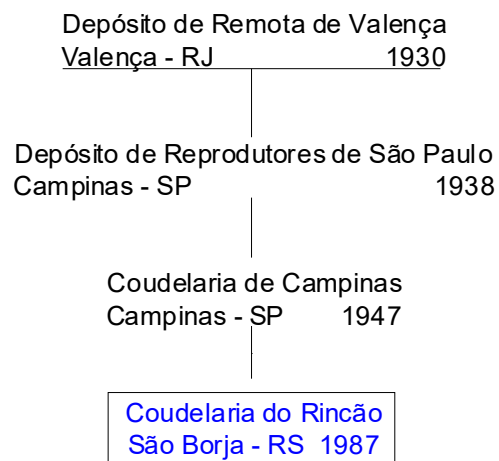 Depósito de Remota de Valença
Valença - RJ 1930
Depósito de Reprodutores de São Paulo
Campinas - SP 1938
Coudelaria de Campinas
Campinas - SP 1947
Coudelaria do Rincão
São Borja - RS 1987